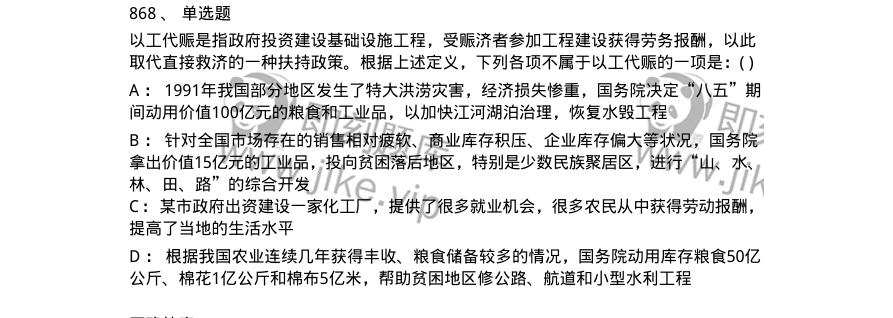 868 、 单选题
以工代赈是指政府投资建设基础设施工程，受赈济者参加工程建设获得劳务报酬，以此
取代直接救济的一种扶持政策。根据上述定义，下列各项不属于以工代赈的一项是：( )
A ： 1991年我国部分地区发生了特大洪涝灾害，经济损失惨重，国务院决定“八五”期
间动用价值100亿元的粮食和工业品，以加快江河湖泊治理，恢复水毁工程
B ： 针对全国市场存在的销售相对疲软、商业库存积压、企业库存偏大等状况，国务院
拿出价值15亿元的工业品，投向贫困落后地区，特别是少数民族聚居区，进行“山、水、
林、田、路”的综合开发
C ：某市政府出资建设一家化工厂，提供了很多就业机会，很多农民从中获得劳动报酬，
提高了当地的生活水平
D ： 根据我国农业连续几年获得丰收、粮食储备较多的情况，国务院动用库存粮食50亿
公斤、棉花1亿公斤和棉布5亿米，帮助贫困地区修公路、航道和小型水利工程
即刻题库
www.jike.vip
即刻题库